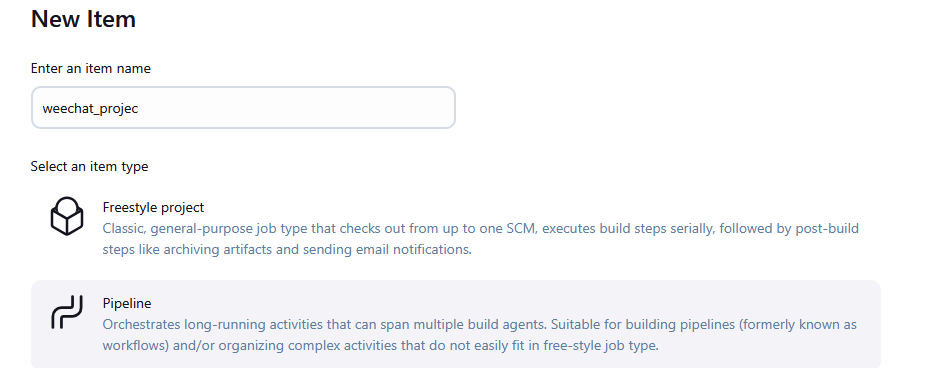 New Item
Enter an item name
weechat_projec
Select an item type
Freestyle project
Classic, general-purpose job type that checks out from up to one SCM, executes build steps serially, followed by post-build
steps like archiving artifacts and sending email notifications.
Pipeline
Orchestrates long-running activities that can span multiple build agents. Suitable for building pipelines (formerly known as
workflows) and/or organizing complex activities that do not easily fit in free-style job type.